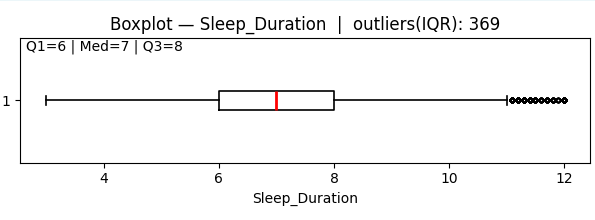 Boxplot — Sleep_Duration | outliers(IQR): 369
Q1=6 | Med=7 | Q3=8
1
4 6 8 10 12
Sleep_Duration